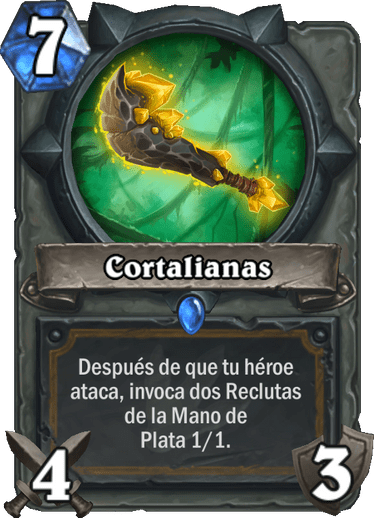 7
Cortalianas
Después de que tu héroe
ataca, invoca dos Reclutas
de la Mano de
Plata 1/1.
4
3